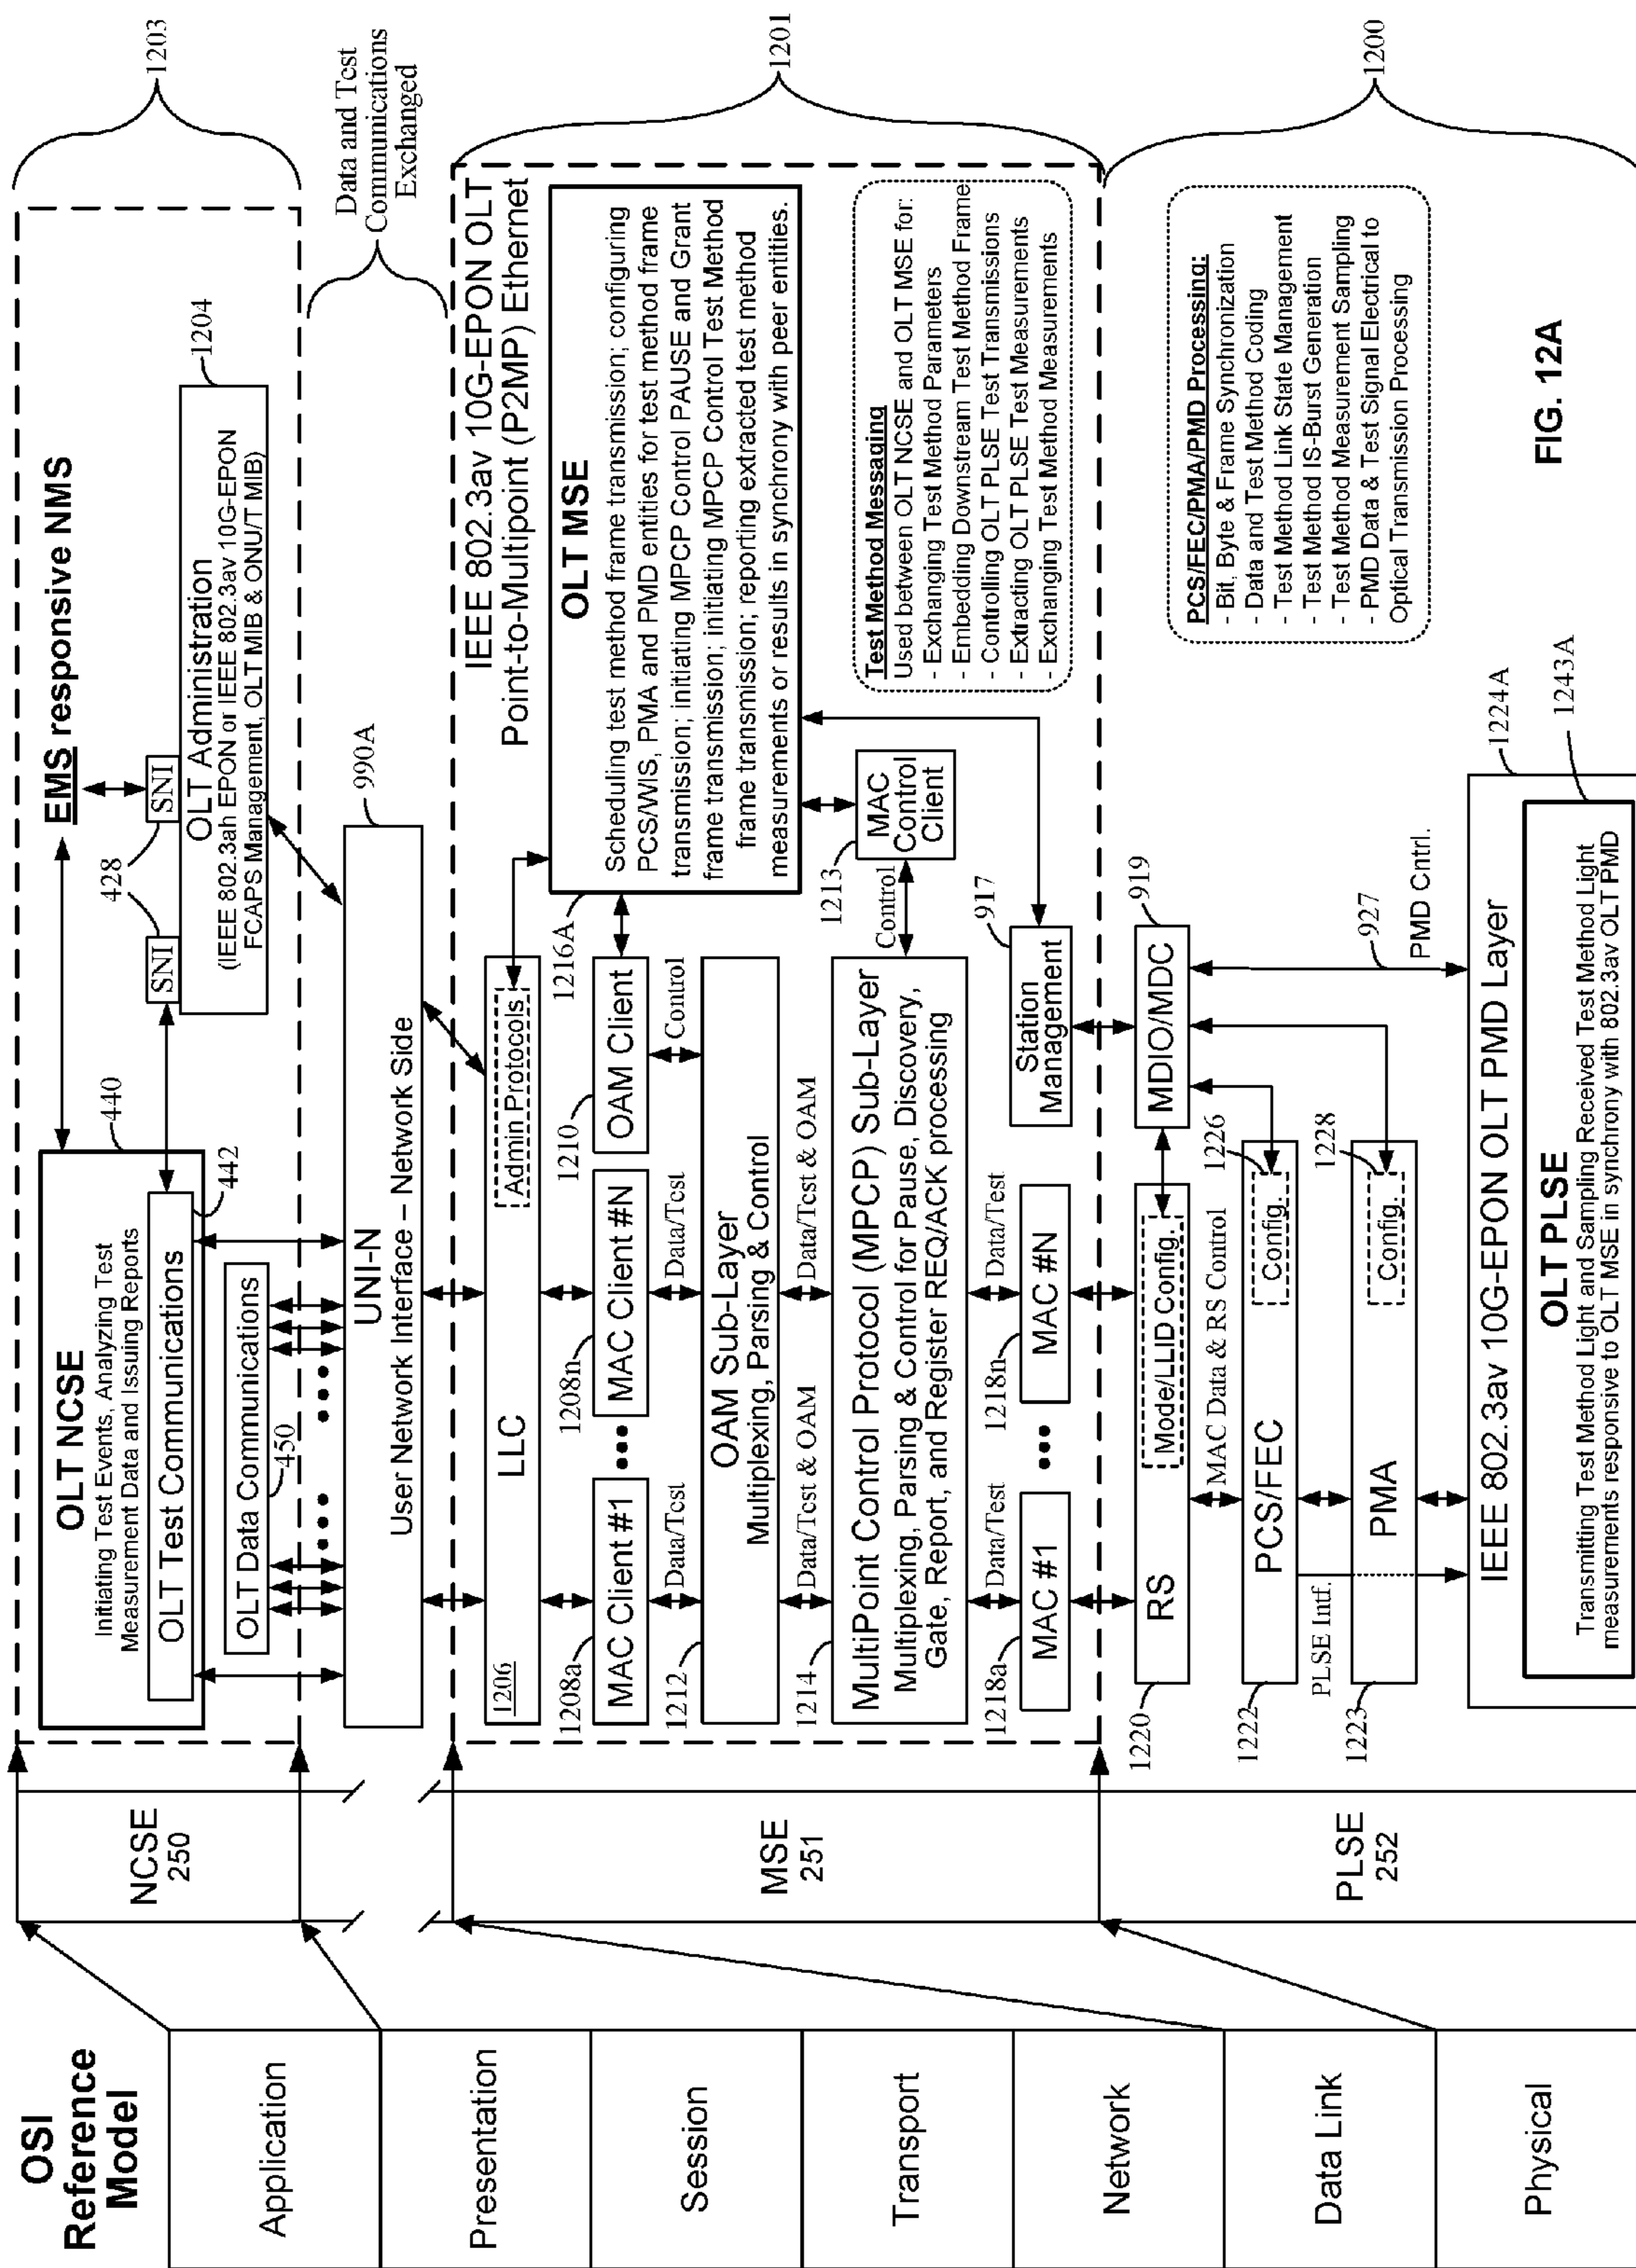 OSI
Reference
Model
Application
Presentation
Session
Transport
Network
Data Link
Physical
NCSE
250
MSE
251
PLSE
252
OLT NCSE
Initiating Test Events, Analyzing Test
Measurement Data and Issuing Reports
OLT Test Communications
440
442
OLT Data Communications
450
EMS responsive NMS
428
SNI
SNI
OLT Administration
(IEEE 802.3ah EPON or IEEE 802.3av 10G-EPON
FCAPS Management, OLT MIB & ONU/T MIB)
1204
1203
UNI-N
User Network Interface – Network Side
990A
Data and Test
Communications
Exchanged
IEEE 802.3av 10G-EPON OLT
Point-to-Multipoint (P2MP) Ethernet
1201
1206
LLC
Admin Protocols
1208a
MAC Client #1
1208n
MAC Client #N
1210
OAM Client
1216A
OLT MSE
Scheduling test method frame transmission; configuring
PCS/WIS, PMA and PMD entities for test method frame
transmission; initiating MPCP Control PAUSE and Grant
frame transmission; initiating MPCP Control Test Method
frame transmission; reporting extracted test method
measurements or results in synchrony with peer entities.
1212
Data/Test
Data/Test
Control
OAM Sub-Layer
Multiplexing, Parsing & Control
1214
Data/Test & OAM
Data/Test & OAM
MultiPoint Control Protocol (MPCP) Sub-Layer
Multiplexing, Parsing & Control for Pause, Discovery,
Gate, Report, and Register REQ/ACK processing
Control
1213
MAC
Control
Client
Test Method Messaging
Used between OLT NCSE and OLT MSE for:
- Exchanging Test Method Parameters
- Embedding Downstream Test Method Frame
- Controlling OLT PLSE Test Transmissions
- Extracting OLT PLSE Test Measurements
- Exchanging Test Method Measurements
1218a
Data/Test
1218n
Data/Test
MAC #1
MAC #N
917
Station
Management
1220
RS
Mode/LLID Config.
919
MDIO/MDC
1200
MAC Data & RS Control
1222
PCS/FEC
Config.
1226
PLSE Intf.
1223
PMA
Config.
1228
927
PMD Cntrl.
PCS/FEC/PMA/PMD Processing:
- Bit, Byte & Frame Synchronization
- Data and Test Method Coding
- Test Method Link State Management
- Test Method IS-Burst Generation
- Test Method Measurement Sampling
- PMD Data & Test Signal Electrical to
Optical Transmission Processing
1224A
1243A
IEEE 802.3av 10G-EPON OLT PMD Layer
OLT PLSE
Transmitting Test Method Light and Sampling Received Test Method Light
measurements responsive to OLT MSE in synchrony with 802.3av OLT PMD
FIG. 12A